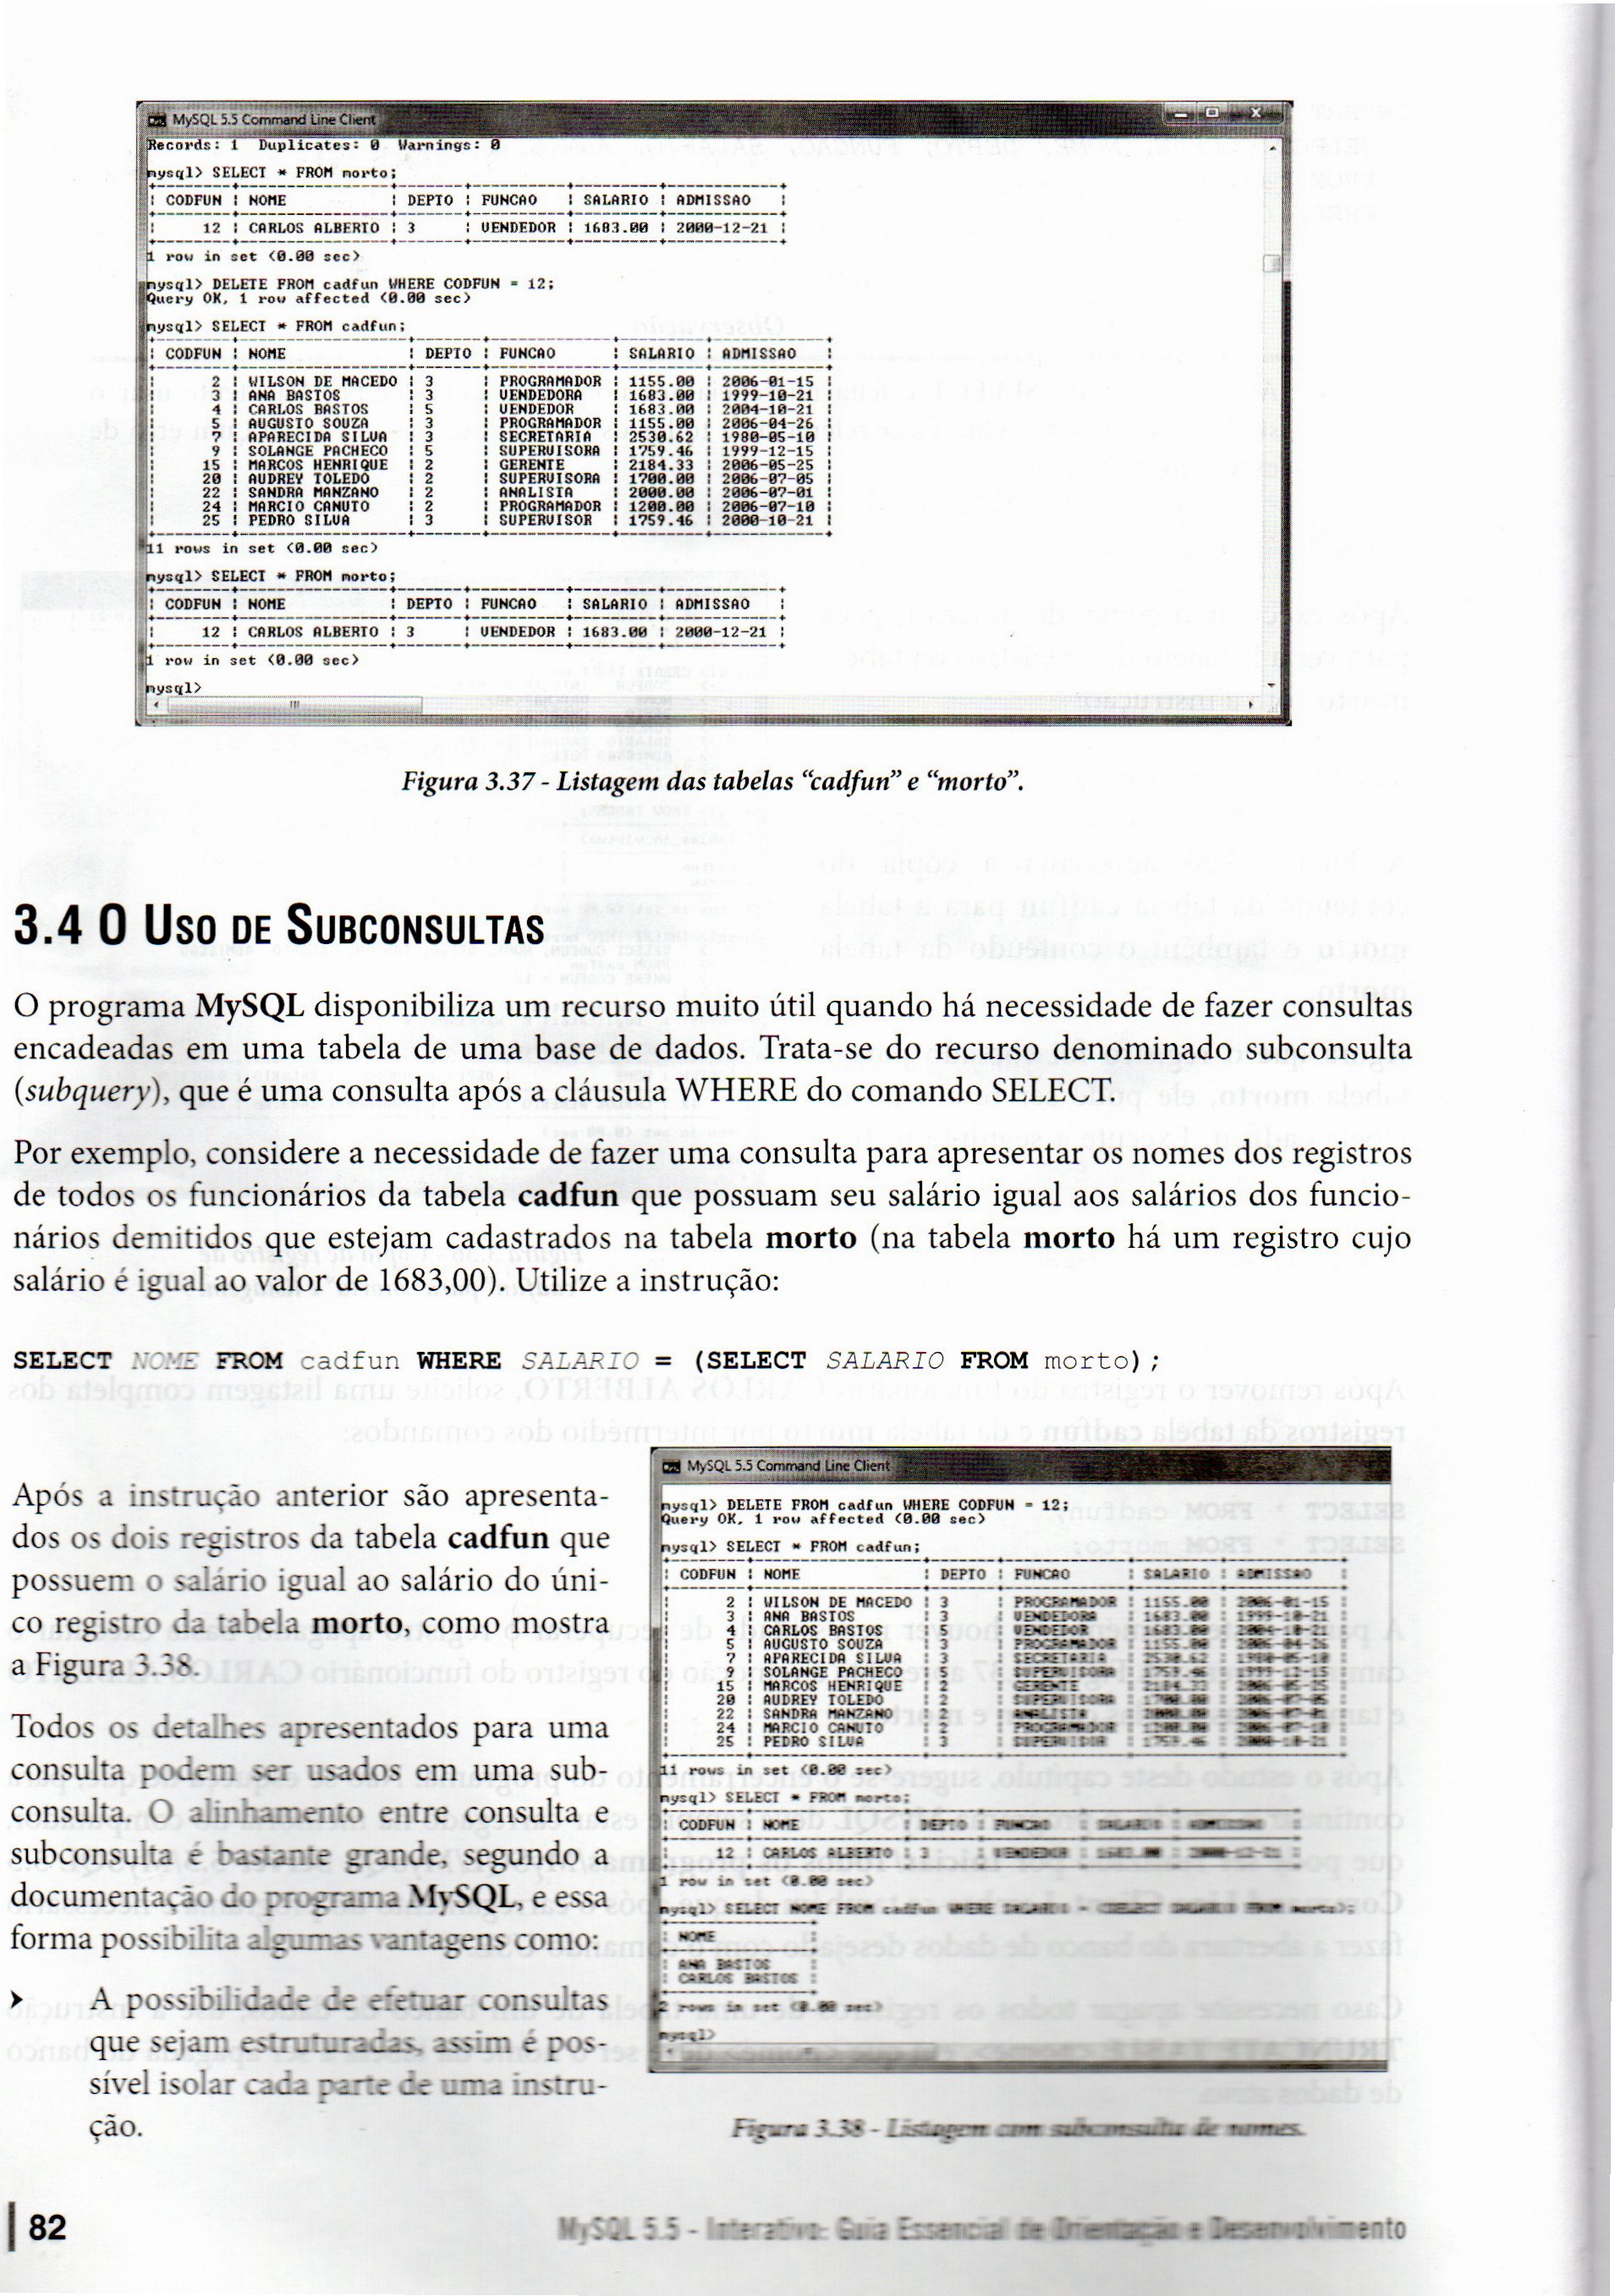 MySQL 5.5 Command Line Client
Records: 1 Duplicates: 0 Warnings: 0
mysql> SELECT * FROM morto;
| CODFUN | NOME | DEPTO | FUNCAO | SALARIO | ADMISSAO |
| 12 | CARLOS ALBERTO | 3 | VENDEDOR | 1683.00 | 2000-12-21 |
1 row in set (0.00 sec)
mysql> DELETE FROM cadfun WHERE CODFUN = 12;
Query OK, 1 row affected (0.00 sec)
mysql> SELECT * FROM cadfun;
| CODFUN | NOME | DEPTO | FUNCAO | SALARIO | ADMISSAO |
| 2 | WILSON DE MACEDO | 3 | PROGRAMADOR | 1155.00 | 2006-01-15 |
| 3 | ANA BASTOS | 3 | VENDEDORA | 1683.00 | 1999-10-21 |
| 4 | CARLOS BASTOS | 5 | VENDEDOR | 1683.00 | 2004-10-21 |
| 5 | AUGUSTO SOUZA | 3 | PROGRAMADOR | 1155.00 | 2006-04-26 |
| 7 | APARECIDA SILVA | 3 | SECRETARIA | 2530.62 | 1980-05-10 |
| 9 | SOLANGE PACHECO | 5 | SUPERVISORA | 1759.46 | 1999-12-15 |
| 15 | MARCOS HENRIQUE | 2 | GERENTE | 2184.33 | 2006-05-25 |
| 20 | AUDREY TOLEDO | 2 | SUPERVISORA | 1700.00 | 2006-07-05 |
| 22 | SANDRA MANZANO | 2 | ANALISTA | 2000.00 | 2006-07-01 |
| 24 | MARCIO CANUTO | 2 | PROGRAMADOR | 1200.00 | 2006-07-10 |
| 25 | PEDRO SILVA | 3 | SUPERVISOR | 1759.46 | 2000-10-21 |
11 rows in set (0.00 sec)
mysql> SELECT * FROM morto;
| CODFUN | NOME | DEPTO | FUNCAO | SALARIO | ADMISSAO |
| 12 | CARLOS ALBERTO | 3 | VENDEDOR | 1683.00 | 2000-12-21 |
1 row in set (0.00 sec)
mysql>
Figura 3.37 - Listagem das tabelas “cadfun” e “morto”.
3.4 O Uso de Subconsultas
O programa MySQL disponibiliza um recurso muito útil quando há necessidade de fazer consultas
encadeadas em uma tabela de uma base de dados. Trata-se do recurso denominado subconsulta
(subquery), que é uma consulta após a cláusula WHERE do comando SELECT.
Por exemplo, considere a necessidade de fazer uma consulta para apresentar os nomes dos registros
de todos os funcionários da tabela cadfun que possuam seu salário igual aos salários dos funcio-
nários demitidos que estejam cadastrados na tabela morto (na tabela morto há um registro cujo
salário é igual ao valor de 1683,00). Utilize a instrução:
SELECT NOME FROM cadfun WHERE SALARIO = (SELECT SALARIO FROM morto);
Após a instrução anterior são apresenta-
dos os dois registros da tabela cadfun que
possuem o salário igual ao salário do úni-
co registro da tabela morto, como mostra
a Figura 3.38.
Todos os detalhes apresentados para uma
consulta podem ser usados em uma sub-
consulta. O alinhamento entre consulta e
subconsulta é bastante grande, segundo a
documentação do programa MySQL, e essa
forma possibilita algumas vantagens como:
➤ A possibilidade de efetuar consultas
que sejam estruturadas, assim é pos-
sível isolar cada parte de uma instru-
ção.
MySQL 5.5 Command Line Client
mysql> DELETE FROM cadfun WHERE CODFUN = 12;
Query OK, 1 row affected (0.00 sec)
mysql> SELECT * FROM cadfun;
| CODFUN | NOME | DEPTO | FUNCAO | SALARIO | ADMISSAO |
| 2 | WILSON DE MACEDO | 3 | PROGRAMADOR | 1155.00 | 2006-01-15 |
| 3 | ANA BASTOS | 3 | VENDEDORA | 1683.00 | 1999-10-21 |
| 4 | CARLOS BASTOS | 5 | VENDEDOR | 1683.00 | 2004-10-21 |
| 5 | AUGUSTO SOUZA | 3 | PROGRAMADOR | 1155.00 | 2006-04-26 |
| 7 | APARECIDA SILVA | 3 | SECRETARIA | 2530.62 | 1980-05-10 |
| 9 | SOLANGE PACHECO | 5 | SUPERVISORA | 1759.46 | 1999-12-15 |
| 15 | MARCOS HENRIQUE | 2 | GERENTE | 2184.33 | 2006-05-25 |
| 20 | AUDREY TOLEDO | 2 | SUPERVISORA | 1700.00 | 2006-07-05 |
| 22 | SANDRA MANZANO | 2 | ANALISTA | 2000.00 | 2006-07-01 |
| 24 | MARCIO CANUTO | 2 | PROGRAMADOR | 1200.00 | 2006-07-10 |
| 25 | PEDRO SILVA | 3 | SUPERVISOR | 1759.46 | 2000-10-21 |
11 rows in set (0.00 sec)
mysql> SELECT * FROM morto;
| CODFUN | NOME | DEPTO | FUNCAO | SALARIO | ADMISSAO |
| 12 | CARLOS ALBERTO | 3 | VENDEDOR | 1683.00 | 2000-12-21 |
1 row in set (0.00 sec)
mysql> SELECT NOME FROM cadfun WHERE SALARIO = (SELECT SALARIO FROM morto);
| NOME |
| ANA BASTOS |
| CARLOS BASTOS |
2 rows in set (0.00 sec)
mysql>
Figura 3.38 - Listagem com subconsulta de nomes.
82
MySQL 5.5 - Interativo: Guia Essencial de Orientação e Desenvolvimento